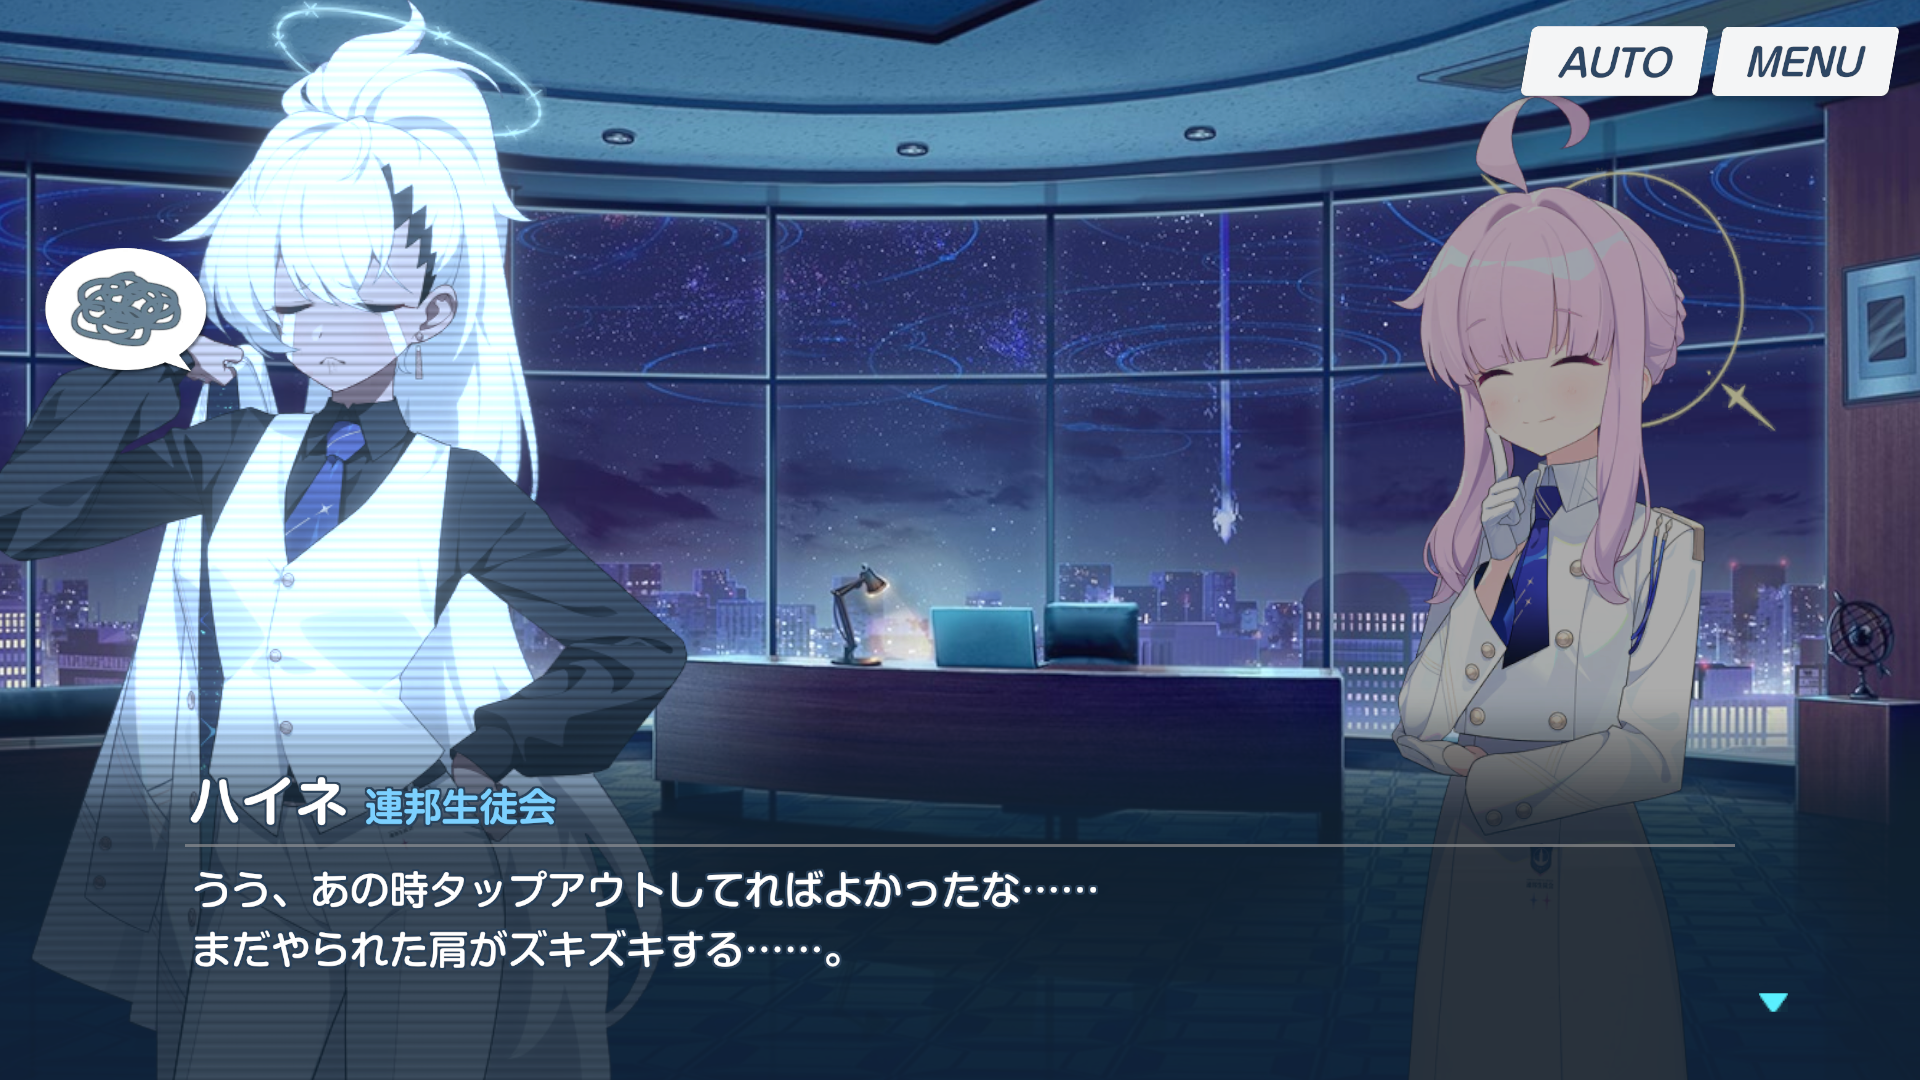 AUTO
MENU
ハイネ 連邦生徒会
うう、あの時タップアウトしてればよかったな……
まだやられた肩がズキズキする……。